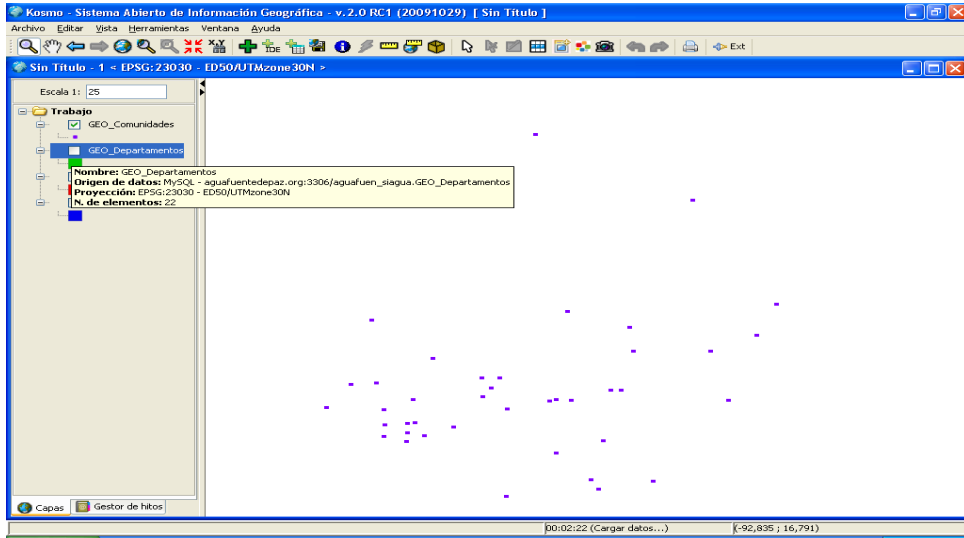 Kosmo - Sistema Abierto de Información Geográfica - v.2.0 RC1 (20091029) [ Sin Título ]
Archivo Editar Vista Herramientas Ventana Ayuda
X,Y TDE Ext
Sin Título - 1 < EPSG:23030 - ED50/UTMzone30N >
Escala 1: 25
Trabajo
GEO_Comunidades
GEO_Departamentos
Nombre: GEO_Departamentos
Origen de datos: MySQL - aguafuentedepaz.org:3306/aguafuen_siagua.GEO_Departamentos
Proyección: EPSG:23030 - ED50/UTMzone30N
N. de elementos: 22
Capas Gestor de hitos
00:02:22 (Cargar datos...) (-92,835 ; 16,791)